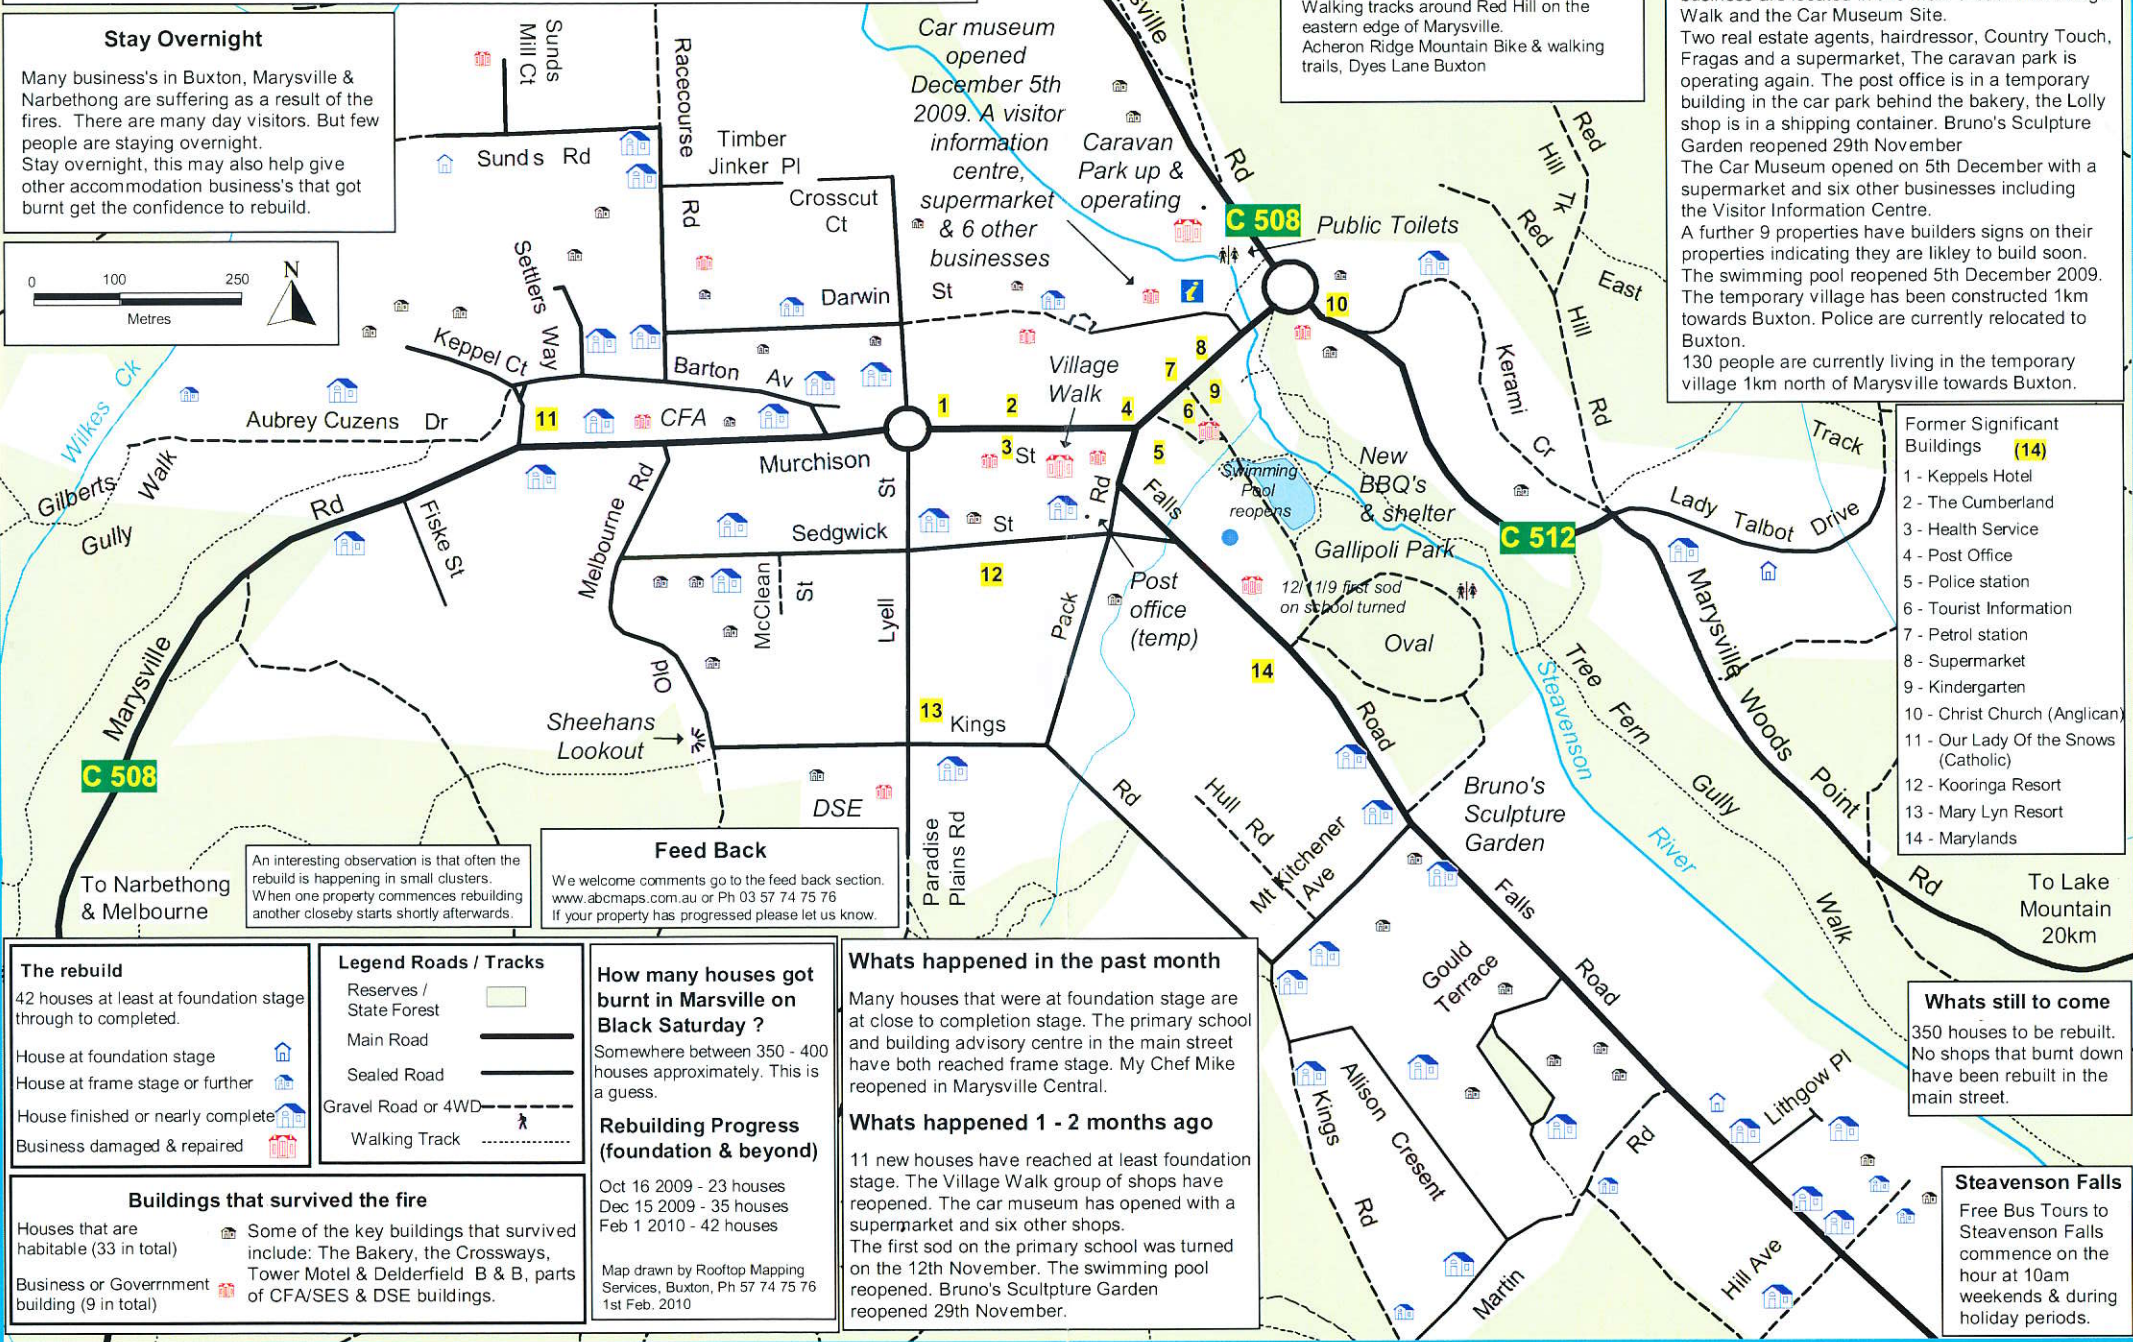 Stay Overnight
Many business's in Buxton, Marysville &
Narbethong are suffering as a result of the
fires. There are many day visitors. But few
people are staying overnight.
Stay overnight, this may also help give
other accommodation business's that got
burnt get the confidence to rebuild.
0 100 250
Metres
N
Sunds
Mill Ct
Sunds Rd
Racecourse
Rd
Timber
Jinker Pl
Crosscut
Ct
Car museum
opened
December 5th
2009. A visitor
information
centre,
supermarket
& 6 other
businesses
Caravan
Park up &
operating
sville
Rd
C 508
Public Toilets
Walking tracks around Red Hill on the
eastern edge of Marysville.
Acheron Ridge Mountain Bike & walking
trails, Dyes Lane Buxton
Walk and the Car Museum Site.
Two real estate agents, hairdressor, Country Touch,
Fragas and a supermarket, The caravan park is
operating again. The post office is in a temporary
building in the car park behind the bakery, the Lolly
shop is in a shipping container. Bruno's Sculpture
Garden reopened 29th November
The Car Museum opened on 5th December with a
supermarket and six other businesses including
the Visitor Information Centre.
A further 9 properties have builders signs on their
properties indicating they are likley to build soon.
The swimming pool reopened 5th December 2009.
The temporary village has been constructed 1km
towards Buxton. Police are currently relocated to
Buxton.
130 people are currently living in the temporary
village 1km north of Marysville towards Buxton.
Red
Hill Tk
Red
Hill
Rd
East
Track
Settlers Way
Keppel Ct
Darwin St
Barton Av
Wilkes Ck
Aubrey Cuzens Dr
Gilberts
Gully
Walk
11
CFA
1
2
3
4
5
6
7
8
9
10
i
Village
Walk
Murchison St
Kerami Cr
Swimming
Pool
reopens
New
BBQ's
& shelter
Gallipoli Park
C 512
Lady Talbot Drive
Marysville Rd
Fiske St
Old Melbourne Rd
Sedgwick St
McClean St
Lyell St
12
Pack Rd
Falls Road
Post
office
(temp)
12/11/9 first sod
on school turned
Oval
14
13
Kings Rd
Sheehans
Lookout
DSE
C 508
To Narbethong
& Melbourne
Paradise
Plains Rd
Hull Rd
Mt Kitchener
Ave
Bruno's
Sculpture
Garden
Steavenson River
Tree Fern Gully Walk
Marysville Woods Point Rd
To Lake
Mountain
20km
Former Significant
Buildings (14)
1 - Keppels Hotel
2 - The Cumberland
3 - Health Service
4 - Post Office
5 - Police station
6 - Tourist Information
7 - Petrol station
8 - Supermarket
9 - Kindergarten
10 - Christ Church (Anglican)
11 - Our Lady Of the Snows
(Catholic)
12 - Kooringa Resort
13 - Mary Lyn Resort
14 - Marylands
An interesting observation is that often the
rebuild is happening in small clusters.
When one property commences rebuilding
another closeby starts shortly afterwards.
Feed Back
We welcome comments go to the feed back section.
www.abcmaps.com.au or Ph 03 57 74 75 76
If your property has progressed please let us know.
Falls Road
Gould
Terrace
Allison Cresent
Kings Rd
Martin Rd
Lithgow Pl
Hill Ave
The rebuild
42 houses at least at foundation stage
through to completed.
House at foundation stage
House at frame stage or further
House finished or nearly complete
Business damaged & repaired
Legend Roads / Tracks
Reserves /
State Forest
Main Road
Sealed Road
Gravel Road or 4WD
Walking Track
Buildings that survived the fire
Houses that are
habitable (33 in total)
Business or Goverrnment
building (9 in total)
Some of the key buildings that survived
include: The Bakery, the Crossways,
Tower Motel & Delderfield B & B, parts
of CFA/SES & DSE buildings.
How many houses got
burnt in Marsville on
Black Saturday ?
Somewhere between 350 - 400
houses approximately. This is
a guess.
Rebuilding Progress
(foundation & beyond)
Oct 16 2009 - 23 houses
Dec 15 2009 - 35 houses
Feb 1 2010 - 42 houses
Map drawn by Rooftop Mapping
Services, Buxton, Ph 57 74 75 76
1st Feb. 2010
Whats happened in the past month
Many houses that were at foundation stage are
at close to completion stage. The primary school
and building advisory centre in the main street
have both reached frame stage. My Chef Mike
reopened in Marysville Central.
Whats happened 1 - 2 months ago
11 new houses have reached at least foundation
stage. The Village Walk group of shops have
reopened. The car museum has opened with a
supermarket and six other shops.
The first sod on the primary school was turned
on the 12th November. The swimming pool
reopened. Bruno's Scultpture Garden
reopened 29th November.
Whats still to come
350 houses to be rebuilt.
No shops that burnt down
have been rebuilt in the
main street.
Steavenson Falls
Free Bus Tours to
Steavenson Falls
commence on the
hour at 10am
weekends & during
holiday periods.